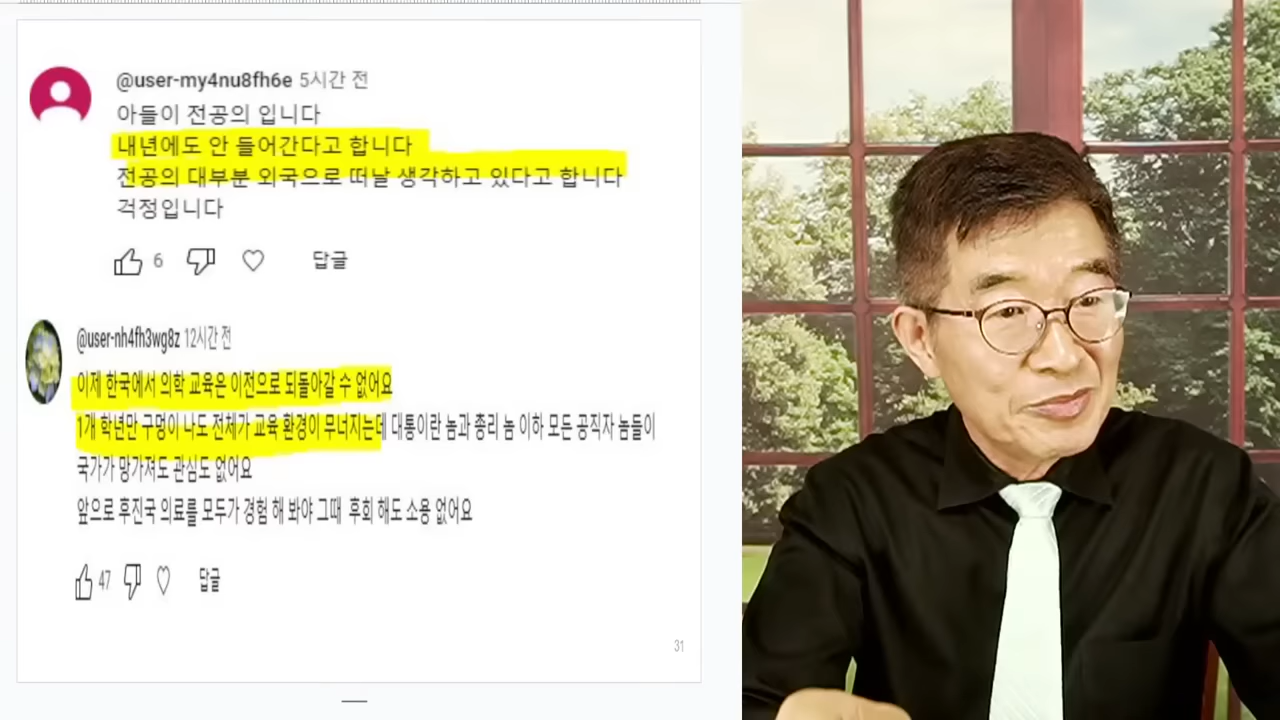 @user-my4nu8fh6e 5시간 전
아들이 전공의 입니다
내년에도 안 들어간다고 합니다
전공의 대부분 외국으로 떠날 생각하고 있다고 합니다
걱정입니다
6 답글
@user-nh4fh3wg8z 12시간 전
이제 한국에서 의학 교육은 이전으로 되돌아갈 수 없어요
1개 학년만 구멍이 나도 전체가 교육 환경이 무너지는데 대통이란 놈과 총리 놈 이하 모든 공직자 놈들이
국가가 망가져도 관심도 없어요
앞으로 후진국 의료를 모두가 경험 해 봐야 그때 후회 해도 소용 없어요
47 답글
31